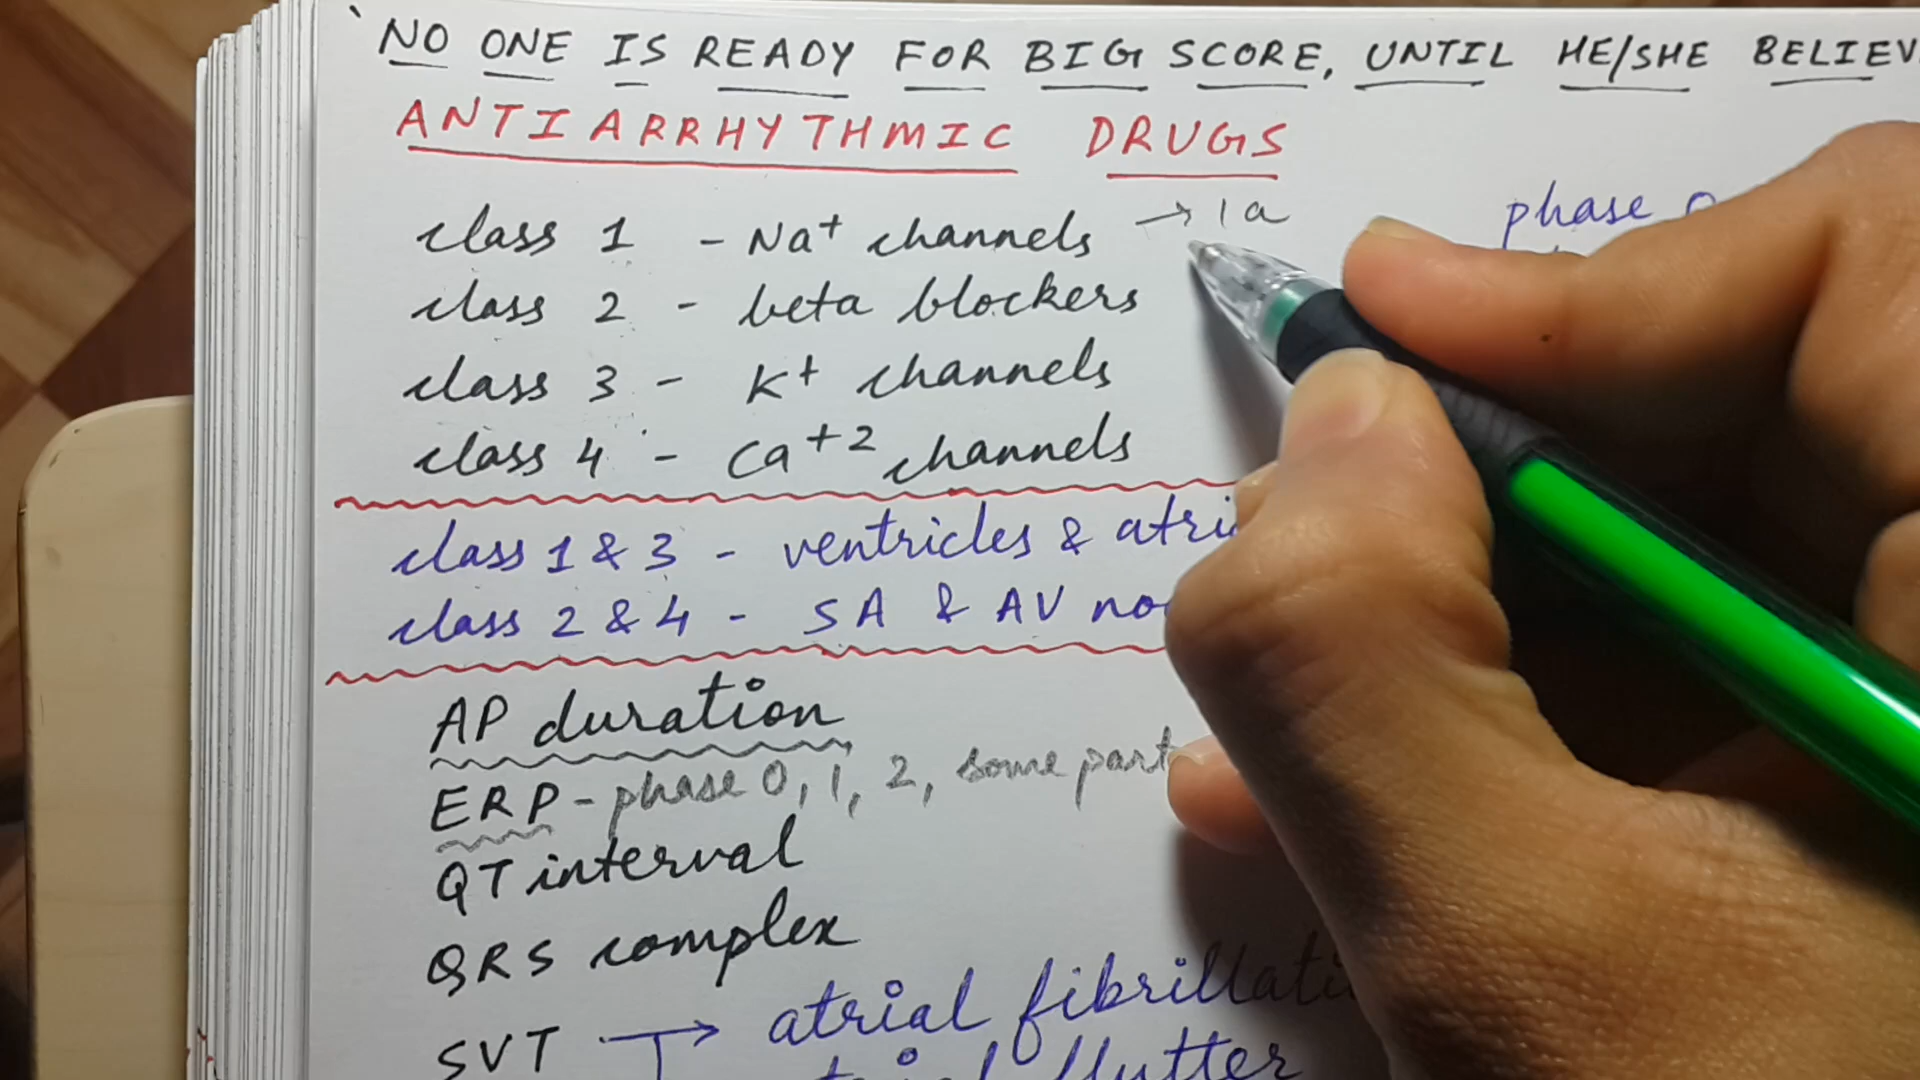 `NO ONE IS READY FOR BIG SCORE, UNTIL HE/SHE BELIEV
ANTIARRHYTHMIC DRUGS
class 1 - Na+ channels → 1a
phase 0
class 2 - beta blockers
class 3 - K+ channels
class 4 - Ca+2 channels
class 1 & 3 - ventricles & atri
class 2 & 4 - SA & AV no
AP duration
ERP - phase 0, 1, 2, some part
QT interval
QRS complex
SVT → atrial fibrillati
flutter